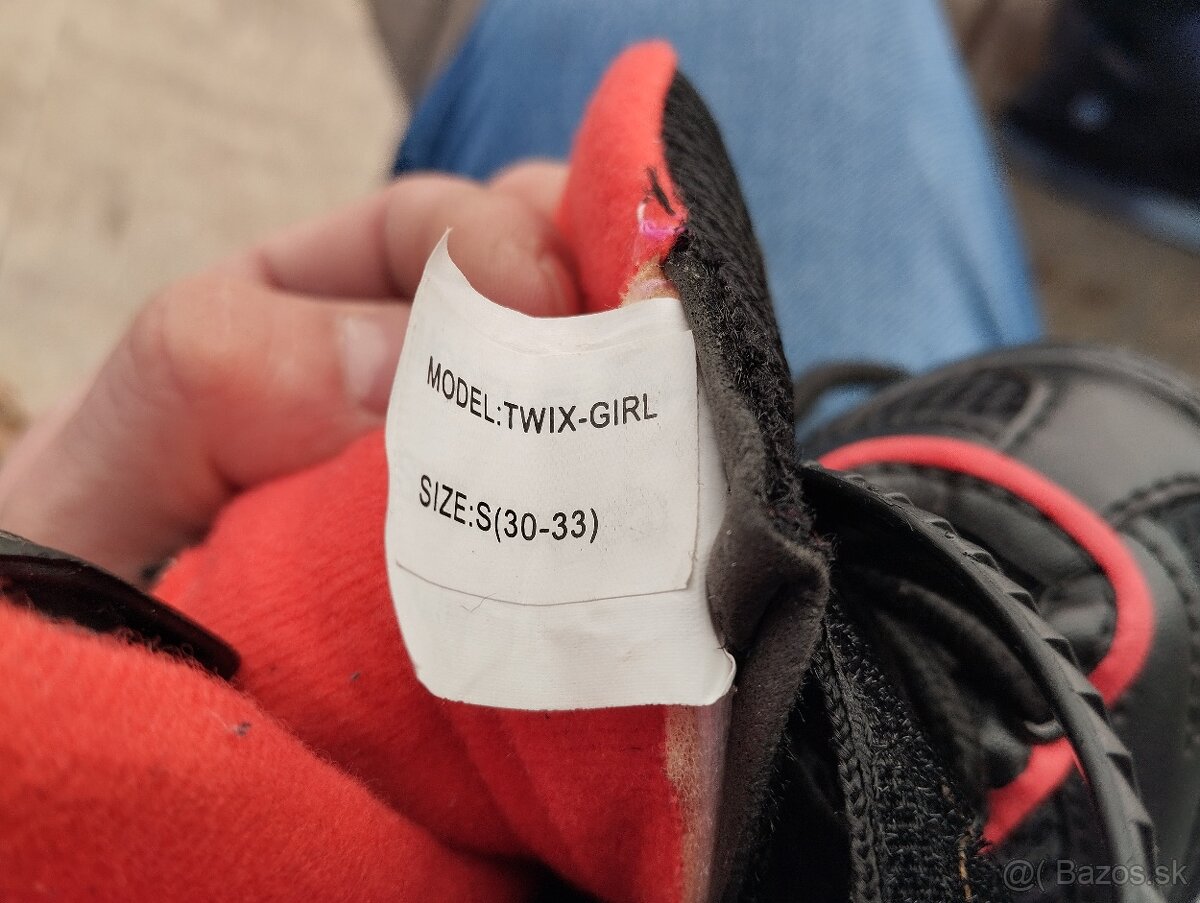 MODEL:TWIX-GIRL
SIZE:S(30-33)
@( Bazos.sk